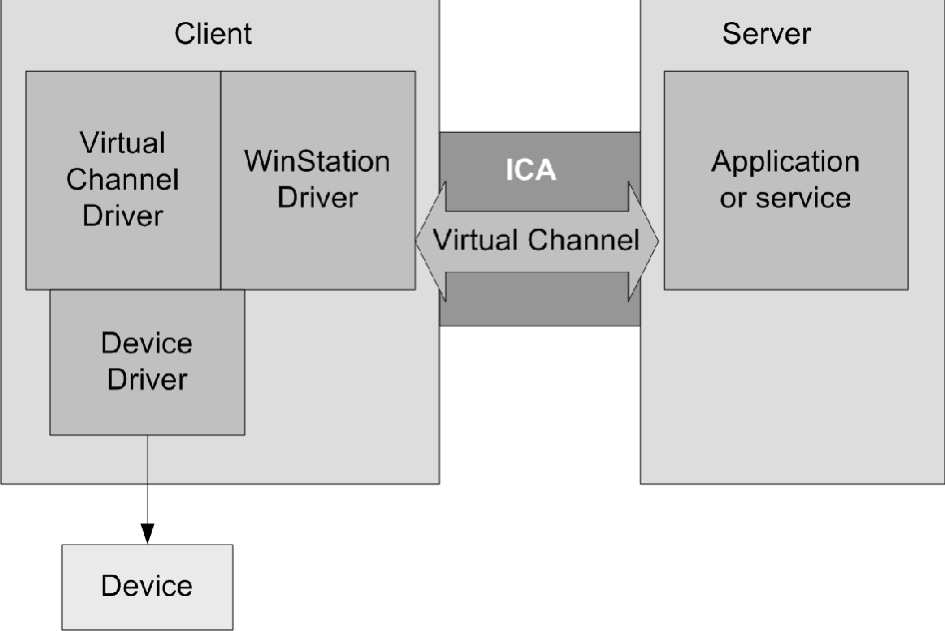 Client
Server
Virtual
Channel
Driver
WinStation
Driver
ICA
Virtual Channel
Application
or service
Device
Driver
Device